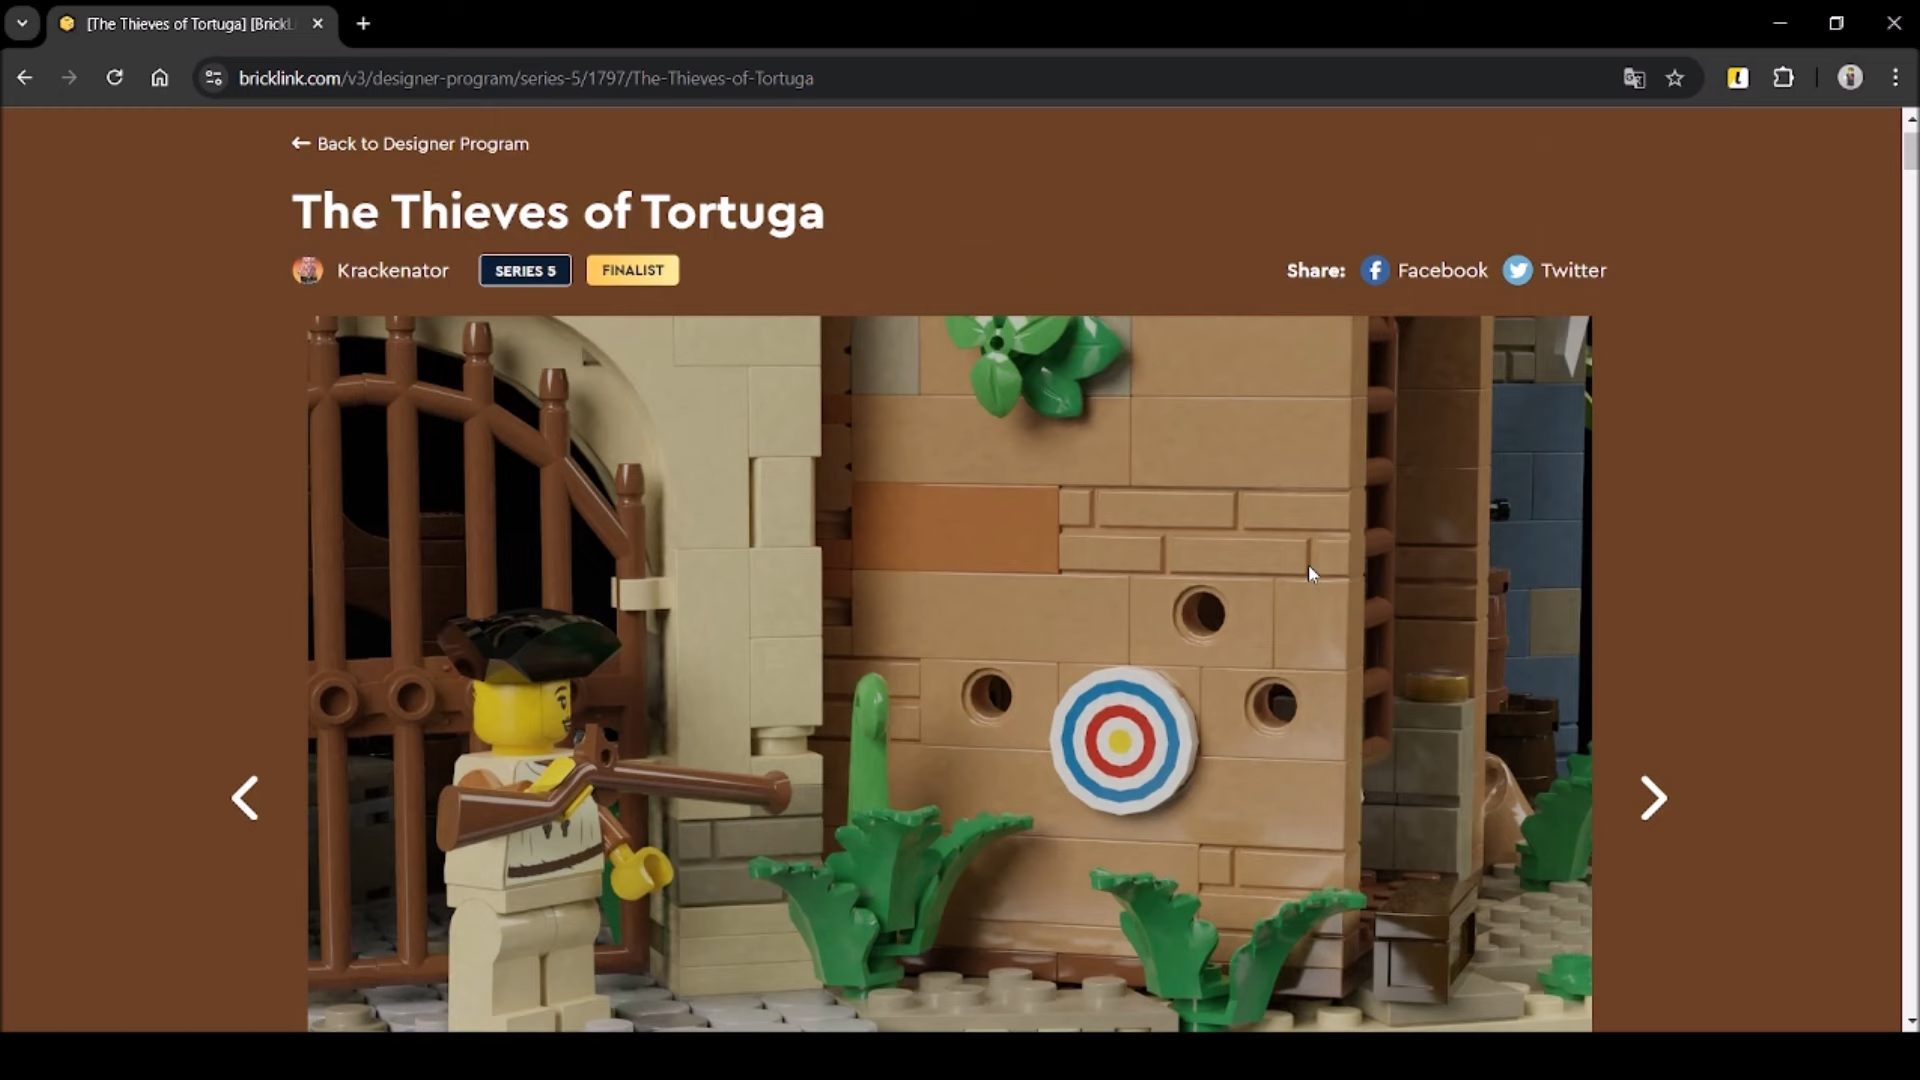 [The Thieves of Tortuga] [BrickL
bricklink.com/v3/designer-program/series-5/1797/The-Thieves-of-Tortuga
← Back to Designer Program
The Thieves of Tortuga
Krackenator SERIES 5 FINALIST Share: Facebook Twitter